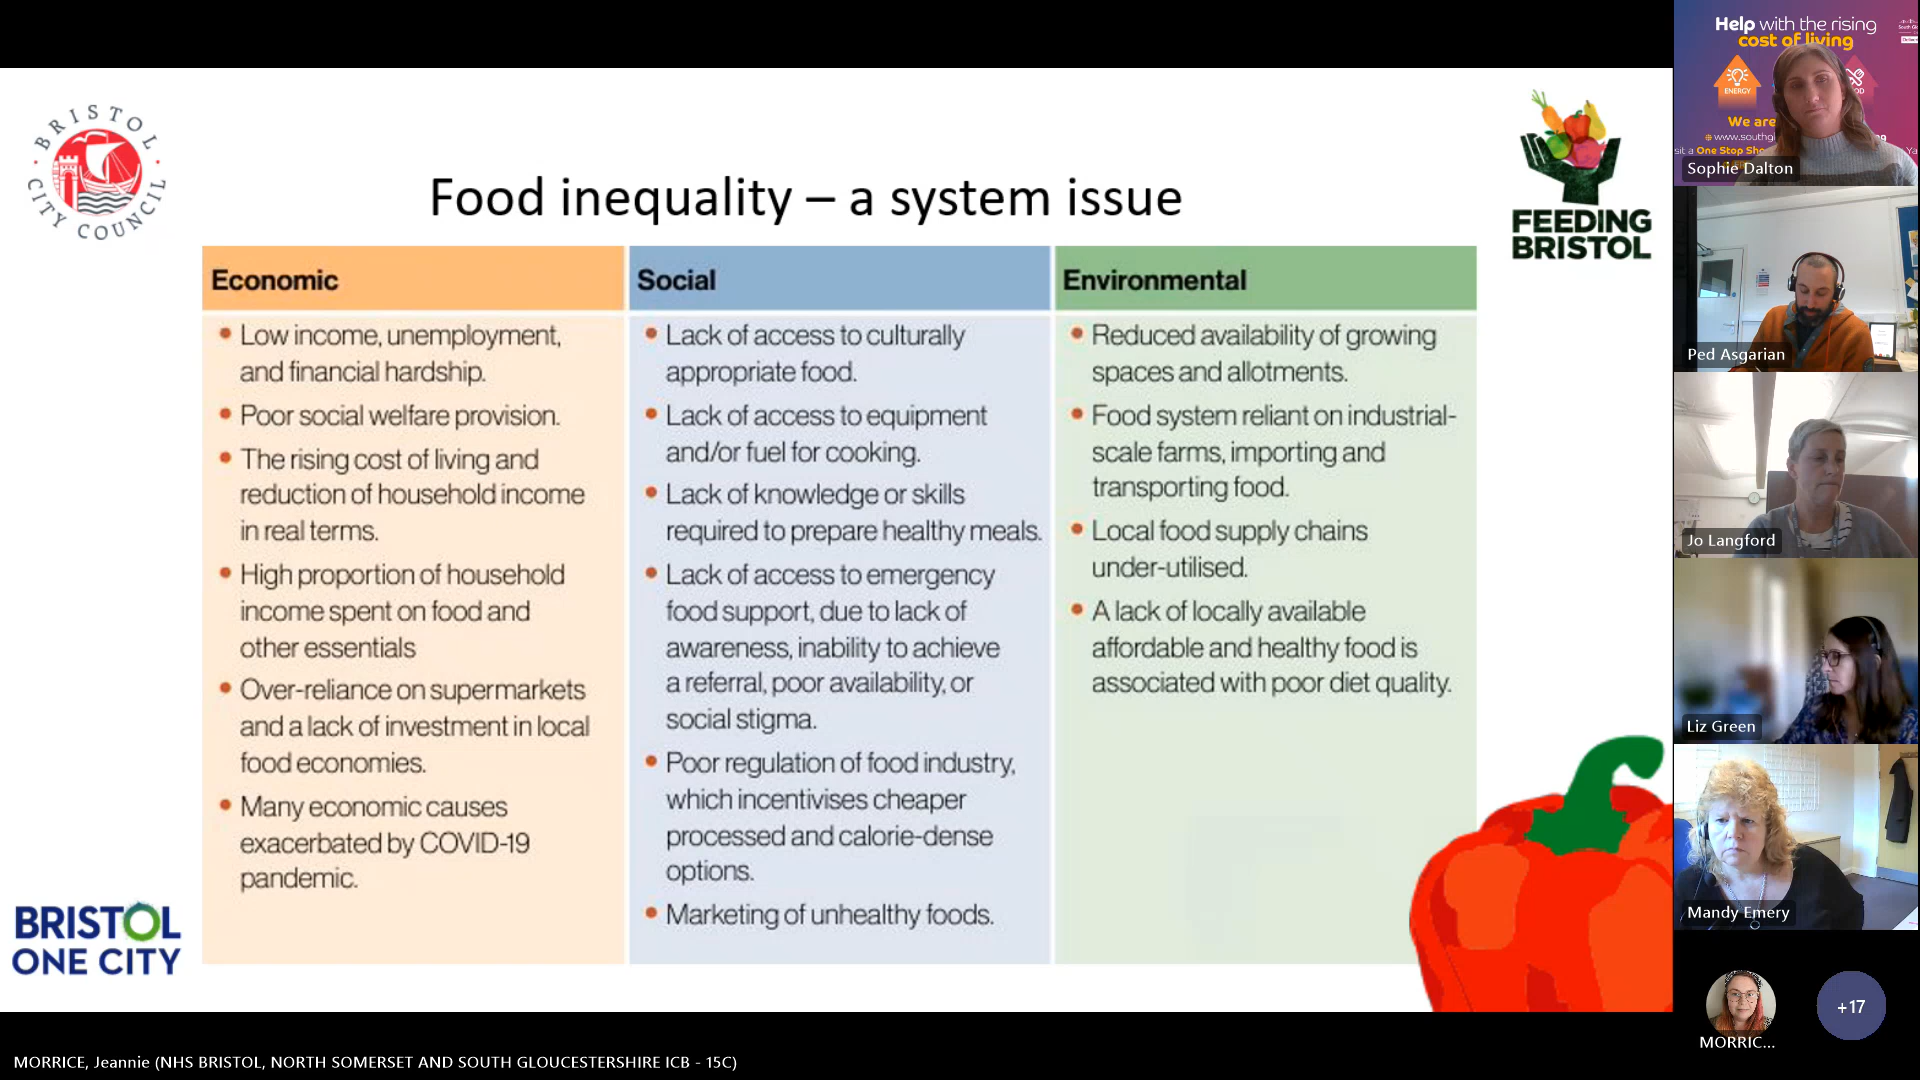 BRISTOL CITY COUNCIL
Food inequality – a system issue
FEEDING
BRISTOL
Economic
Low income, unemployment,
and financial hardship.
Poor social welfare provision.
The rising cost of living and
reduction of household income
in real terms.
High proportion of household
income spent on food and
other essentials
Over-reliance on supermarkets
and a lack of investment in local
food economies.
Many economic causes
exacerbated by COVID-19
pandemic.
Social
Lack of access to culturally
appropriate food.
Lack of access to equipment
and/or fuel for cooking.
Lack of knowledge or skills
required to prepare healthy meals.
Lack of access to emergency
food support, due to lack of
awareness, inability to achieve
a referral, poor availability, or
social stigma.
Poor regulation of food industry,
which incentivises cheaper
processed and calorie-dense
options.
Marketing of unhealthy foods.
Environmental
Reduced availability of growing
spaces and allotments.
Food system reliant on industrial-
scale farms, importing and
transporting food.
Local food supply chains
under-utilised.
A lack of locally available
affordable and healthy food is
associated with poor diet quality.
BRISTOL
ONE CITY
Help with the rising
cost of living
ENERGY
We are
www.southgl
One Stop Sho
Sophie Dalton
Ped Asgarian
Jo Langford
Liz Green
Mandy Emery
+17
MORRIC...
MORRICE, Jeannie (NHS BRISTOL, NORTH SOMERSET AND SOUTH GLOUCESTERSHIRE ICB - 15C)